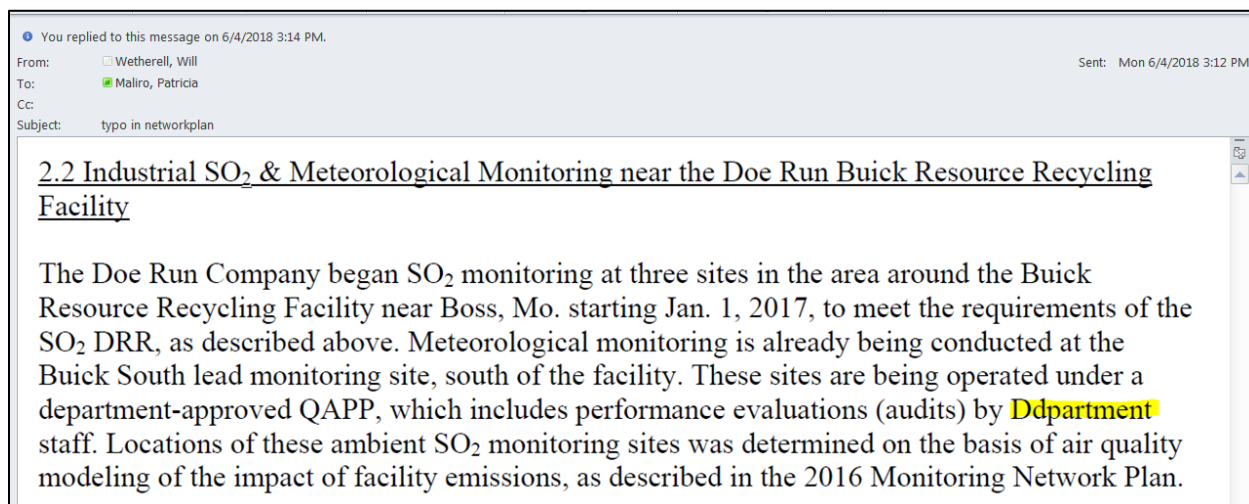 You replied to this message on 6/4/2018 3:14 PM.
From: Wetherell, Will Sent: Mon 6/4/2018 3:12 PM
To: Maliro, Patricia
Cc:
Subject: typo in networkplan
2.2 Industrial SO₂ & Meteorological Monitoring near the Doe Run Buick Resource Recycling
Facility
The Doe Run Company began SO₂ monitoring at three sites in the area around the Buick
Resource Recycling Facility near Boss, Mo. starting Jan. 1, 2017, to meet the requirements of the
SO₂ DRR, as described above. Meteorological monitoring is already being conducted at the
Buick South lead monitoring site, south of the facility. These sites are being operated under a
department-approved QAPP, which includes performance evaluations (audits) by Ddpartment
staff. Locations of these ambient SO₂ monitoring sites was determined on the basis of air quality
modeling of the impact of facility emissions, as described in the 2016 Monitoring Network Plan.